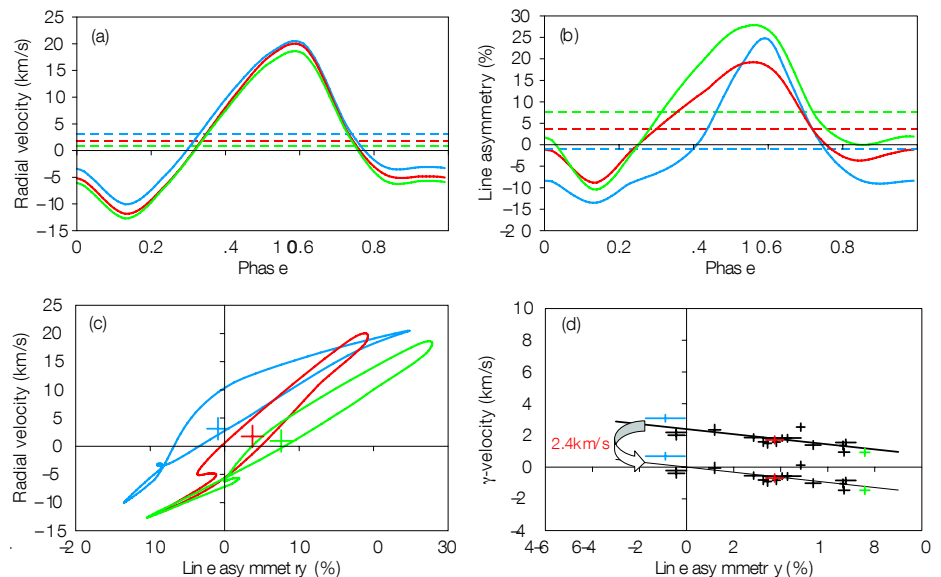 (a)
Radial velocity (km/s)
25
20
15
10
5
0
−5
−10
15
0 0.2 .4 1 0.6 0.8
Phas e
(b)
Line asymmetry (%)
30
25
20
15
10
5
0
−5
−10
−15
-2 0
0 0.2 .4 1 0.6 0.8
Phas e
(c)
Radial velocity (km/s)
25
20
15
10
5
0
−5
−10
−15
-2 0 10 0 10 0 30
Lin e asy mmet ry (%)
(d)
γ-velocity (km/s)
8
6
4
2
0
−2
4
2.4km/s
4-6 6-4 -2 0 2 1 8 0
Lin e asy mmetr y (%)